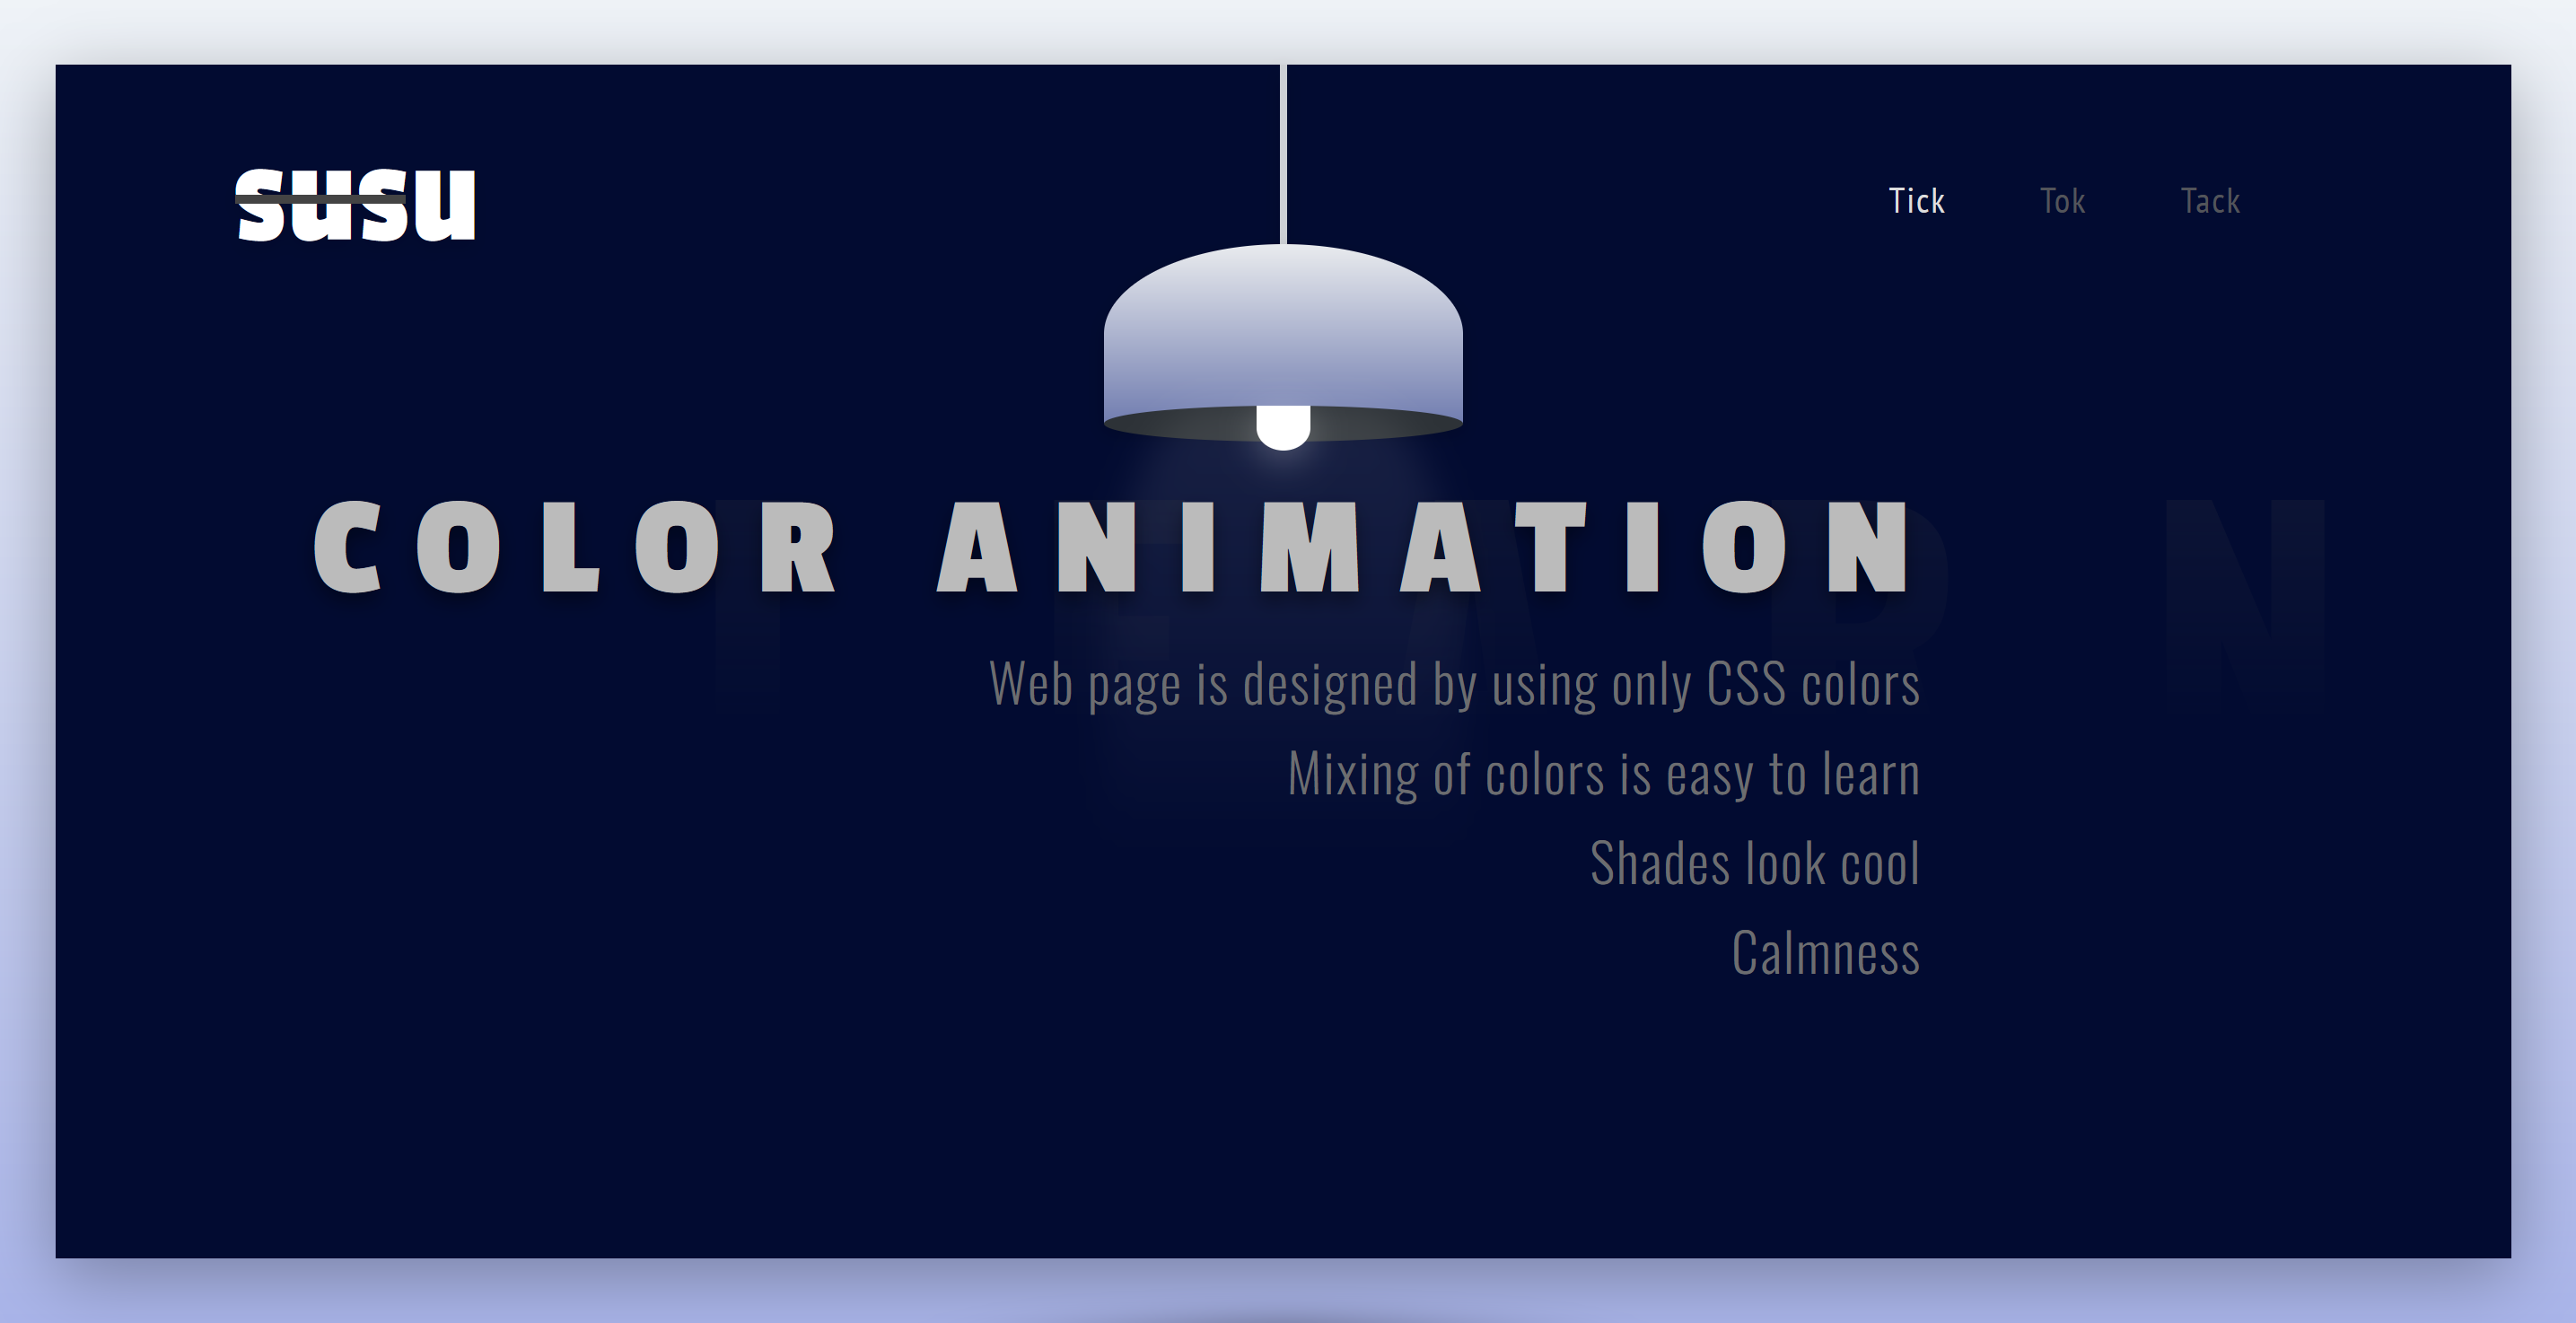 susu
Tick Tok Tack
COLOR ANIMATION
Web page is designed by using only CSS colors
Mixing of colors is easy to learn
Shades look cool
Calmness